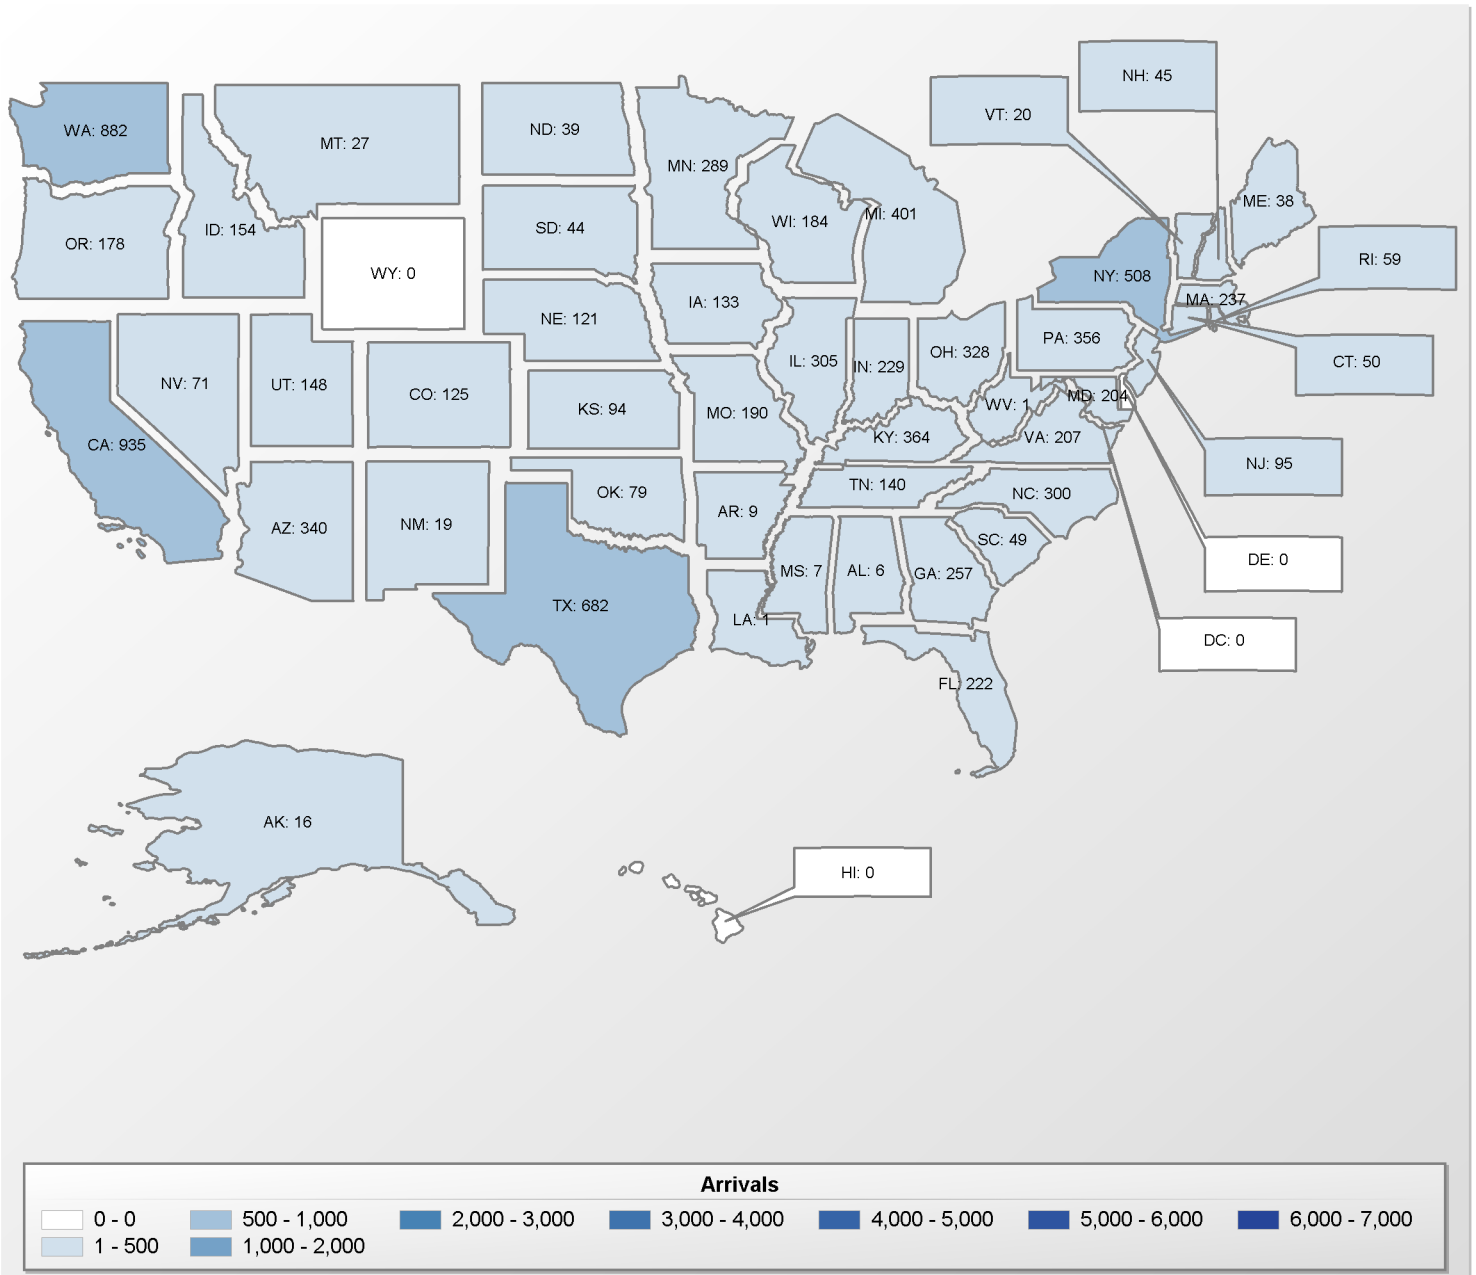 NH: 45
VT: 20
WA: 882
ND: 39
MT: 27
MN: 289
ME: 38
MI: 401
WI: 184
SD: 44
ID: 154
OR: 178
RI: 59
WY: 0
NY: 508
MA: 237
IA: 133
NE: 121
PA: 356
OH: 328
IL: 305
IN: 229
CT: 50
NV: 71
UT: 148
CO: 125
MD: 204
WV: 1
KS: 94
MO: 190
KY: 364
VA: 207
CA: 935
NJ: 95
TN: 140
OK: 79
NC: 300
AR: 9
NM: 19
AZ: 340
SC: 49
DE: 0
MS: 7
AL: 6
GA: 257
TX: 682
LA: 1
DC: 0
FL: 222
AK: 16
HI: 0
Arrivals
0 - 0
500 - 1,000
2,000 - 3,000
3,000 - 4,000
4,000 - 5,000
5,000 - 6,000
6,000 - 7,000
1 - 500
1,000 - 2,000